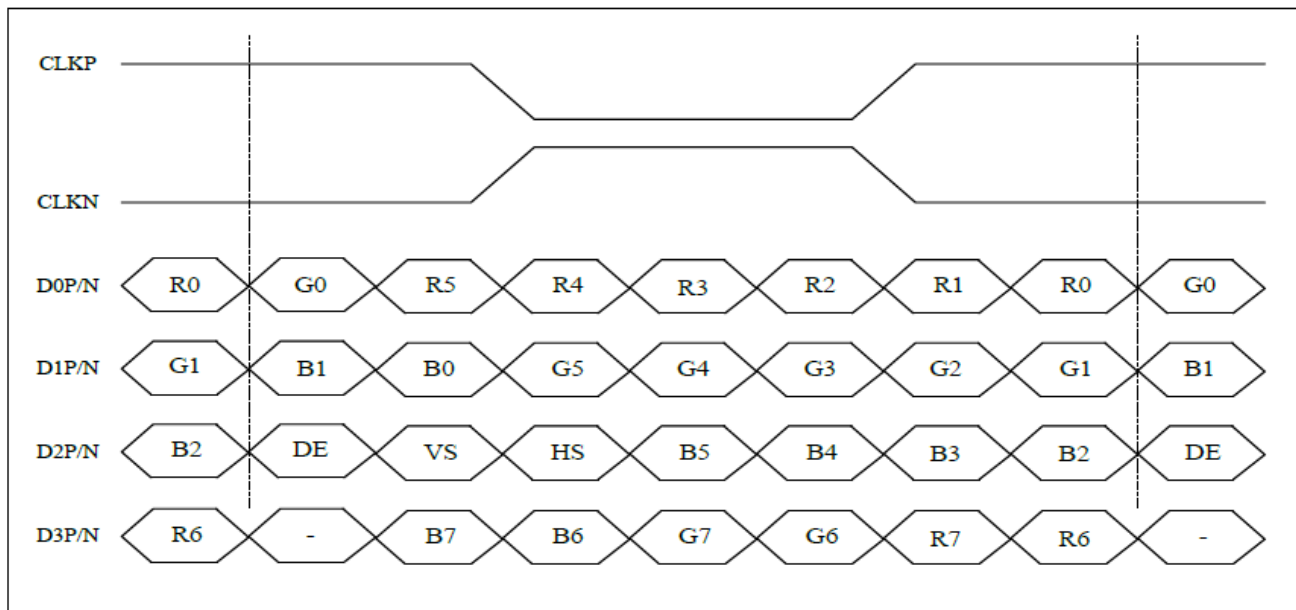 CLKP
CLKN
D0P/N R0 G0 R5 R4 R3 R2 R1 R0 G0
D1P/N G1 B1 B0 G5 G4 G3 G2 G1 B1
D2P/N B2 DE VS HS B5 B4 B3 B2 DE
D3P/N R6 - B7 B6 G7 G6 R7 R6 -